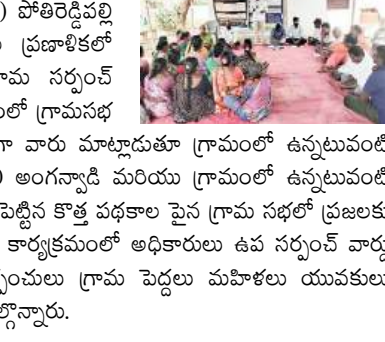 ) పోతిరెడ్డిపల్లి
ప్రణాళికలో
సర్పంచ్
గ్రామసభ
వారు మాట్లాడుతూ గ్రామంలో ఉన్నటువంటి
అంగన్వాడి మరియు గ్రామంలో ఉన్నటువంటి
పెట్టిన కొత్త పథకాల పైన గ్రామ సభలో ప్రజలకు
కార్యక్రమంలో అధికారులు ఉప సర్పంచ్ వార్డు
గ్రామ పెద్దలు మహిళలు యువకులు